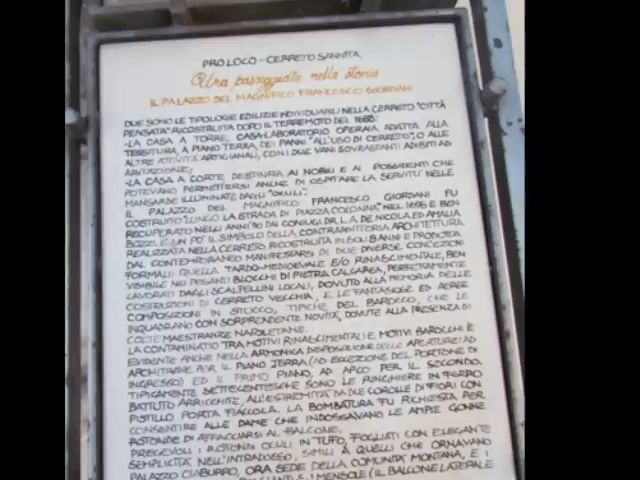 PRO LOCO - CERRETO SANNITA
Una passeggiata nella storia
IL PALAZZO DEL MAGNIFICO FRANCESCO GIORDANI
DUE SONO LE TIPOLOGIE EDILIZIE INDIVIDUABILI NELLA CERRETO "CITTÀ
PENSATA" RICOSTRUITA DOPO IL TERREMOTO DEL 1688:
-LA CASA A TORRE, CASA-LABORATORIO OPERAIA, ADATTA ALLA
TESSITURA, A PIANO TERRA, DEI PANNI "ALL'USO DI CERRETO", O ALLE
ALTRE ATTIVITÀ ARTIGIANALI, CON I DUE VANI SOVRASTANTI ADIBITI AD
ABITAZIONE;
-LA CASA A CORTE, DESTINATA AI NOBILI E AI POSSIDENTI CHE
POTEVANO PERMETTERSI ANCHE DI OSPITARE LA SERVITÙ NELLE
MANSARDE ILLUMINATE DAGLI "OCULI".
IL PALAZZO DEL MAGNIFICO FRANCESCO GIORDANI FU
COSTRUITO "LUNGO LA STRADA DI PIAZZA COLONNA" NEL 1696 E BEN
RECUPERATO NEGLI ANNI '80 DAI CONIUGI DR. L.A. DE NICOLA ED AMALIA
BOZZI. E' UN PO' IL SIMBOLO DELLA CONTRADDITTORIA ARCHITETTURA
REALIZZATA NELLA CERRETO RICOSTRUITA IN SOLI 8 ANNI E PRODOTTA
DAL CONTEMPORANEO MANIFESTARSI DI DUE DIVERSE CONCEZIONI
FORMALI: QUELLA TARDO-MEDIOEVALE E/O RINASCIMENTALE, BEN
VISIBILE NEI PESANTI BLOCCHI DI PIETRA CALCAREA, PERFETTAMENTE
LAVORATI DAGLI SCALPELLINI LOCALI, DOVUTO ALLA MEMORIA DELLE
COSTRUZIONI DI CERRETO VECCHIA, E LE FANTASIOSE ED AEREE
COMPOSIZIONI IN STUCCO, TIPICHE DEL BAROCCO, CHE LE
INQUADRANO CON SORPRENDENTE NOVITÀ, DOVUTE ALLA PRESENZA DI
COLTE MAESTRANZE NAPOLETANE.
LA CONTAMINATIO TRA MOTIVI RINASCIMENTALI E MOTIVI BAROCCHI È
EVIDENTE ANCHE NELLA ARMONICA DISPOSIZIONE DELLE APERTURE: AD
ARCHITRAVE PER IL PIANO TERRA (AD ECCEZIONE DEL PORTONE DI
INGRESSO) ED IL PRIMO PIANO, AD ARCO PER IL SECONDO.
TIPICAMENTE SETTECENTESCHE SONO LE RINGHIERE IN FERRO
BATTUTO ARRICCHITE, ALL'ESTREMITÀ DA DUE COROLLE DI FIORI CON
PISTILLO PORTA FIACCOLA. LA BOMBATURA FU RICHIESTA PER
CONSENTIRE ALLE DAME CHE INDOSSAVANO LE AMPIE GONNE
ROTONDE DI AFFACCIARSI AL BALCONE.
PREGEVOLI I ROTONDI OCULI IN TUFO, FOGLIATI CON ELEGANTE
SEMPLICITÀ NELL'INTRADOSSO, SIMILI A QUELLI CHE ORNAVANO
PALAZZO CIABURRO, ORA SEDE DELLA COMUNITÀ MONTANA, E I
MENSOLE (IL BALCONE LATERALE